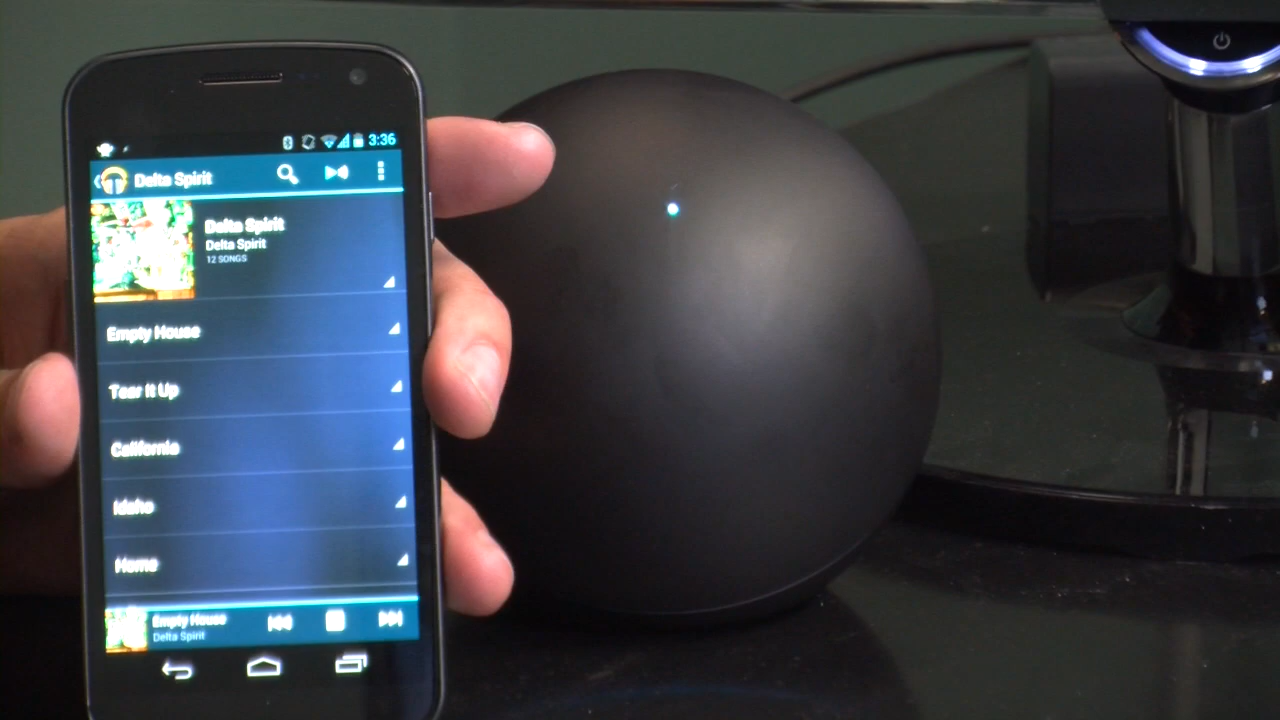 3:36
Delta Spirit
Delta Spirit
Delta Spirit
12 SONGS
Empty House
Tear It Up
California
Idaho
Home
Empty House
Delta Spirit